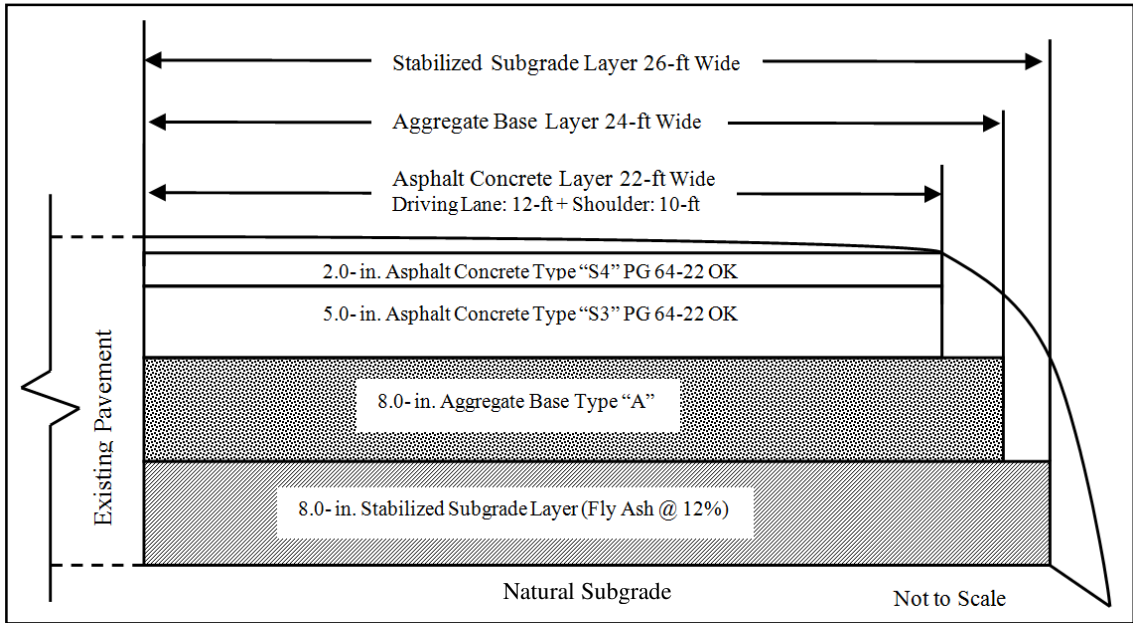 Stabilized Subgrade Layer 26-ft Wide
Aggregate Base Layer 24-ft Wide
Asphalt Concrete Layer 22-ft Wide
Driving Lane: 12-ft + Shoulder: 10-ft
2.0- in. Asphalt Concrete Type “S4” PG 64-22 OK
5.0- in. Asphalt Concrete Type “S3” PG 64-22 OK
8.0- in. Aggregate Base Type “A”
8.0- in. Stabilized Subgrade Layer (Fly Ash @ 12%)
Existing Pavement
Natural Subgrade
Not to Scale